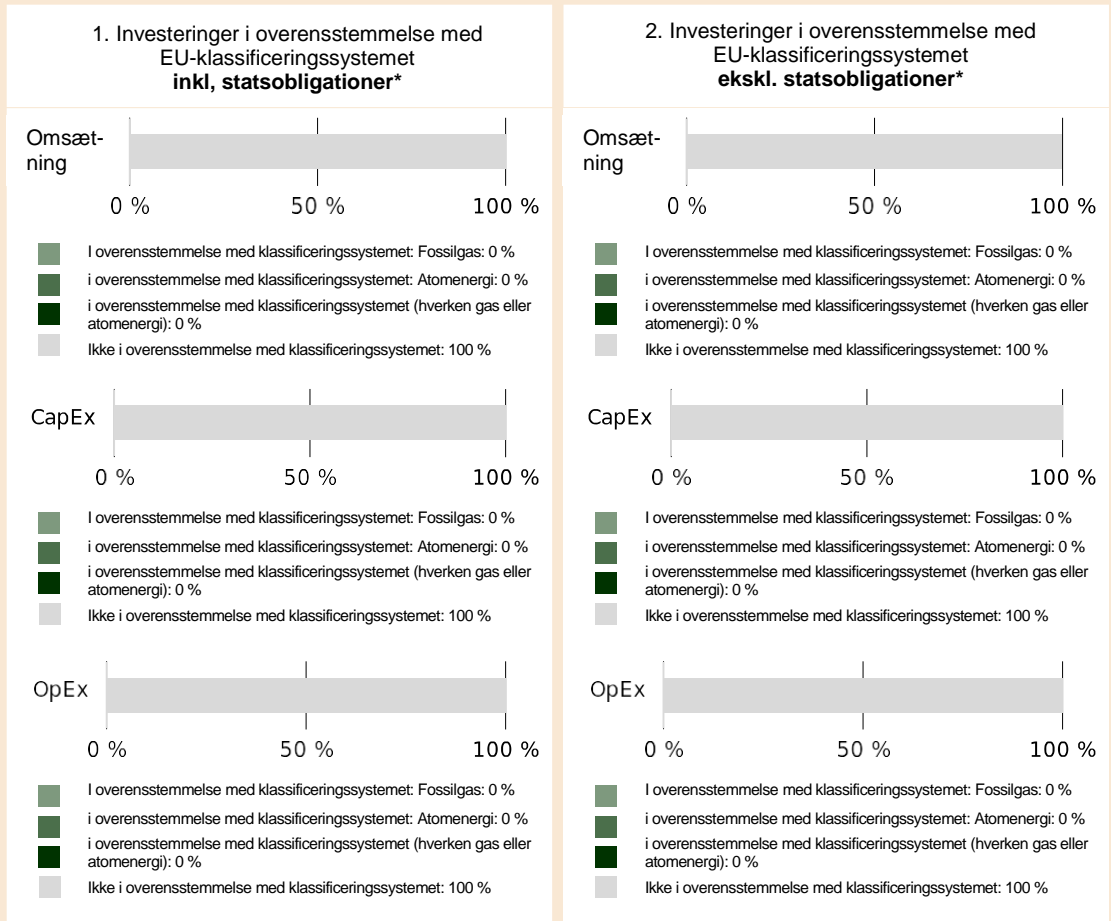 1. Investeringer i overensstemmelse med
EU-klassificeringssystemet
inkl, statsobligationer*
Omsæt-
ning
0 %
50 %
100 %
I overensstemmelse med klassificeringssystemet: Fossilgas: 0 %
i overensstemmelse med klassificeringssystemet: Atomenergi: 0 %
i overensstemmelse med klassificeringssystemet (hverken gas eller
atomenergi): 0 %
Ikke i overensstemmelse med klassificeringssystemet: 100 %
CapEx
0 %
50 %
100 %
I overensstemmelse med klassificeringssystemet: Fossilgas: 0 %
i overensstemmelse med klassificeringssystemet: Atomenergi: 0 %
i overensstemmelse med klassificeringssystemet (hverken gas eller
atomenergi): 0 %
Ikke i overensstemmelse med klassificeringssystemet: 100 %
OpEx
0 %
50 %
100 %
I overensstemmelse med klassificeringssystemet: Fossilgas: 0 %
i overensstemmelse med klassificeringssystemet: Atomenergi: 0 %
i overensstemmelse med klassificeringssystemet (hverken gas eller
atomenergi): 0 %
Ikke i overensstemmelse med klassificeringssystemet: 100 %
2. Investeringer i overensstemmelse med
EU-klassificeringssystemet
ekskl. statsobligationer*
Omsæt-
ning
0 %
50 %
100 %
I overensstemmelse med klassificeringssystemet: Fossilgas: 0 %
i overensstemmelse med klassificeringssystemet: Atomenergi: 0 %
i overensstemmelse med klassificeringssystemet (hverken gas eller
atomenergi): 0 %
Ikke i overensstemmelse med klassificeringssystemet: 100 %
CapEx
0 %
50 %
100 %
I overensstemmelse med klassificeringssystemet: Fossilgas: 0 %
i overensstemmelse med klassificeringssystemet: Atomenergi: 0 %
i overensstemmelse med klassificeringssystemet (hverken gas eller
atomenergi): 0 %
Ikke i overensstemmelse med klassificeringssystemet: 100 %
OpEx
0 %
50 %
100 %
I overensstemmelse med klassificeringssystemet: Fossilgas: 0 %
i overensstemmelse med klassificeringssystemet: Atomenergi: 0 %
i overensstemmelse med klassificeringssystemet (hverken gas eller
atomenergi): 0 %
Ikke i overensstemmelse med klassificeringssystemet: 100 %